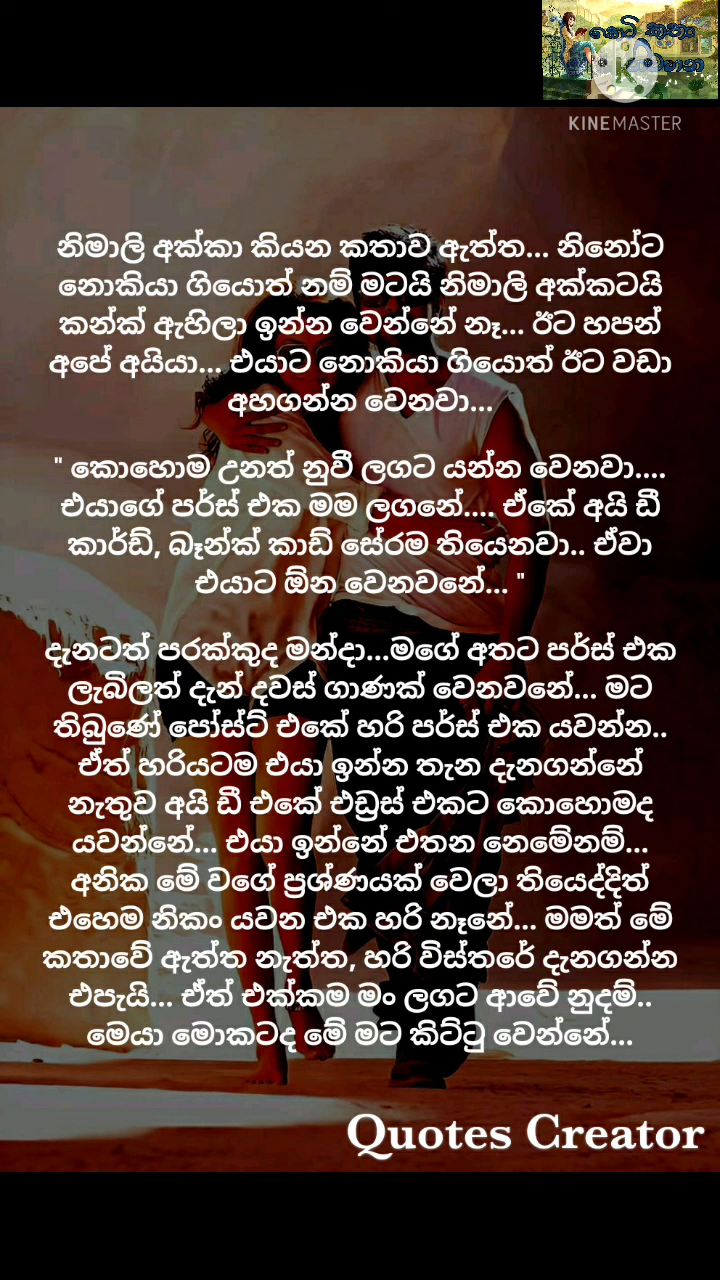 කොටි කතා
K
KINEMASTER
නිමාලි අක්කා කියන කතාව ඇත්ත... නිනෝට
නොකියා ගියොත් නම් මටයි නිමාලි අක්කටයි
කන්ක් ඇහිලා ඉන්න වෙන්නේ නෑ... ඊට හපන්
අපේ අයියා... එයාට නොකියා ගියොත් ඊට වඩා
අහගන්න වෙනවා...
" කොහොම උනත් නුවී ලගට යන්න වෙනවා....
එයාගේ පර්ස් එක මම ලගනේ.... ඒකේ අයි ඩී
කාර්ඩ්, බෑන්ක් කාඩ් සේරම තියෙනවා.. ඒවා
එයාට ඕන වෙනවනේ... "
දැනටත් පරක්කුද මන්දා...මගේ අතට පර්ස් එක
ලැබිලත් දැන් දවස් ගාණක් වෙනවනේ... මට
තිබුණේ පෝස්ට් එකේ හරි පර්ස් එක යවන්න..
ඒත් හරියටම එයා ඉන්න තැන දැනගන්නේ
නැතුව අයි ඩී එකේ එඩ්‍රස් එකට කොහොමද
යවන්නේ... එයා ඉන්නේ එතන නෙමේනම්...
අනික මේ වගේ ප්‍රශ්ණයක් වෙලා තියෙද්දිත්
එහෙම නිකං යවන එක හරි නෑනේ... මමත් මේ
කතාවේ ඇත්ත නැත්ත, හරි විස්තරේ දැනගන්න
එපැයි... ඒත් එක්කම මං ලගට ආවේ නුදම්..
මෙයා මොකටද මේ මට කිට්ටු වෙන්නේ...
Quotes Creator